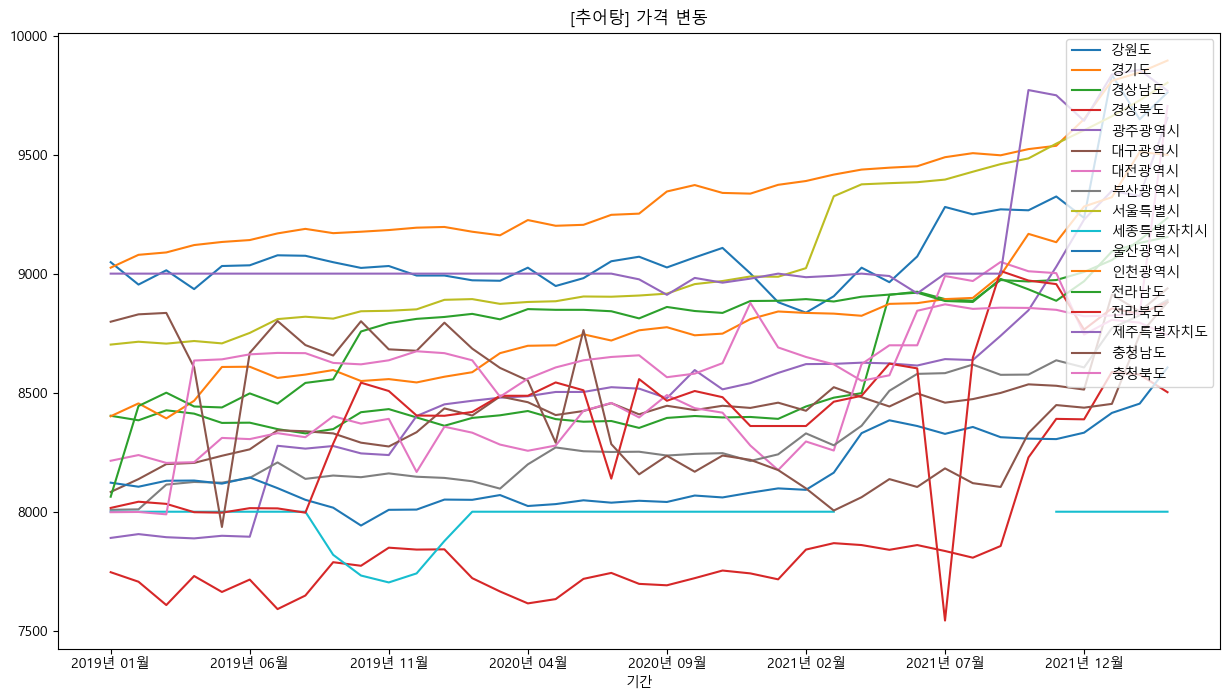 [추어탕] 가격 변동
10000
9500
9000
8500
8000
7500
강원도
경기도
경상남도
경상북도
광주광역시
대구광역시
대전광역시
부산광역시
서울특별시
세종특별자치시
울산광역시
인천광역시
전라남도
전라북도
제주특별자치도
충청남도
충청북도
2019년 01월 2019년 06월 2019년 11월 2020년 04월 2020년 09월 2021년 02월 2021년 07월 2021년 12월
기간